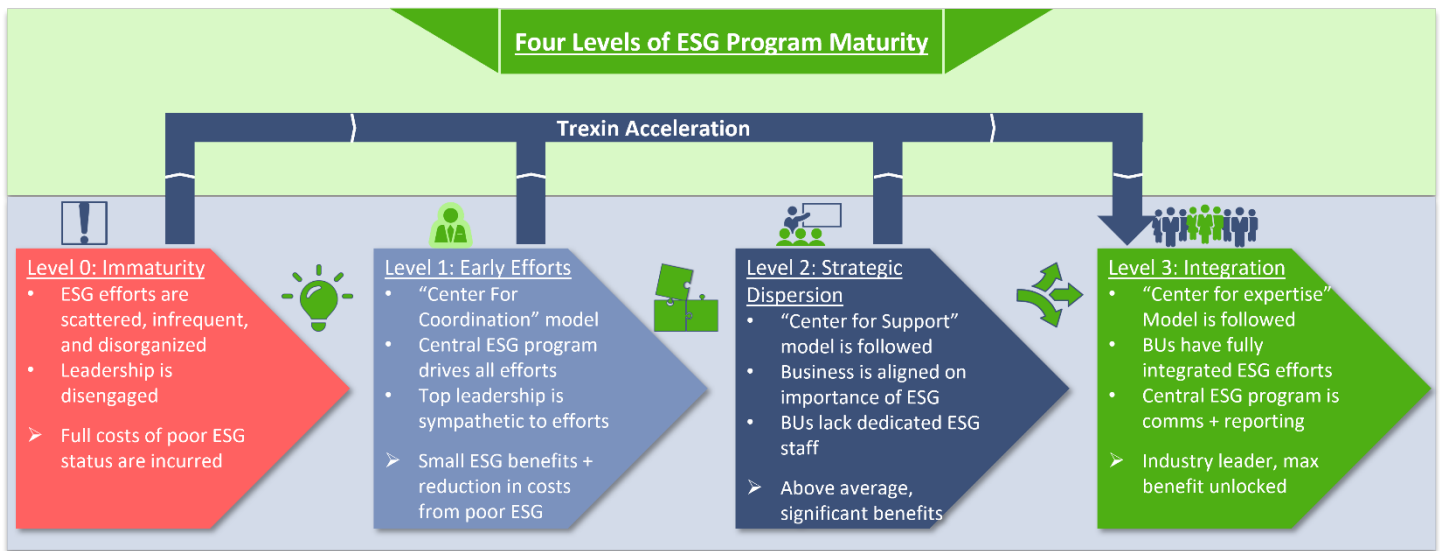 Four Levels of ESG Program Maturity
Trexin Acceleration
Level 0: Immaturity
• ESG efforts are
scattered, infrequent,
and disorganized
• Leadership is
disengaged
➢ Full costs of poor ESG
status are incurred
Level 1: Early Efforts
• “Center For
Coordination” model
• Central ESG program
drives all efforts
• Top leadership is
sympathetic to efforts
➢ Small ESG benefits +
reduction in costs
from poor ESG
Level 2: Strategic
Dispersion
• “Center for Support”
model is followed
• Business is aligned on
importance of ESG
• BUs lack dedicated ESG
staff
➢ Above average,
significant benefits
Level 3: Integration
• “Center for expertise”
Model is followed
• BUs have fully
integrated ESG efforts
• Central ESG program is
comms + reporting
➢ Industry leader, max
benefit unlocked